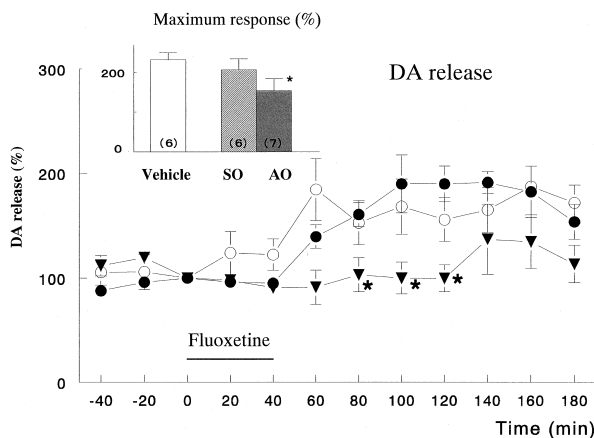 Maximum response (%)
200
0
(6)
(6)
(7)
*
Vehicle
SO
AO
DA release
DA release (%)
300
200
100
0
* * *
Fluoxetine
-40 -20 0 20 40 60 80 100 120 140 160 180
Time (min)